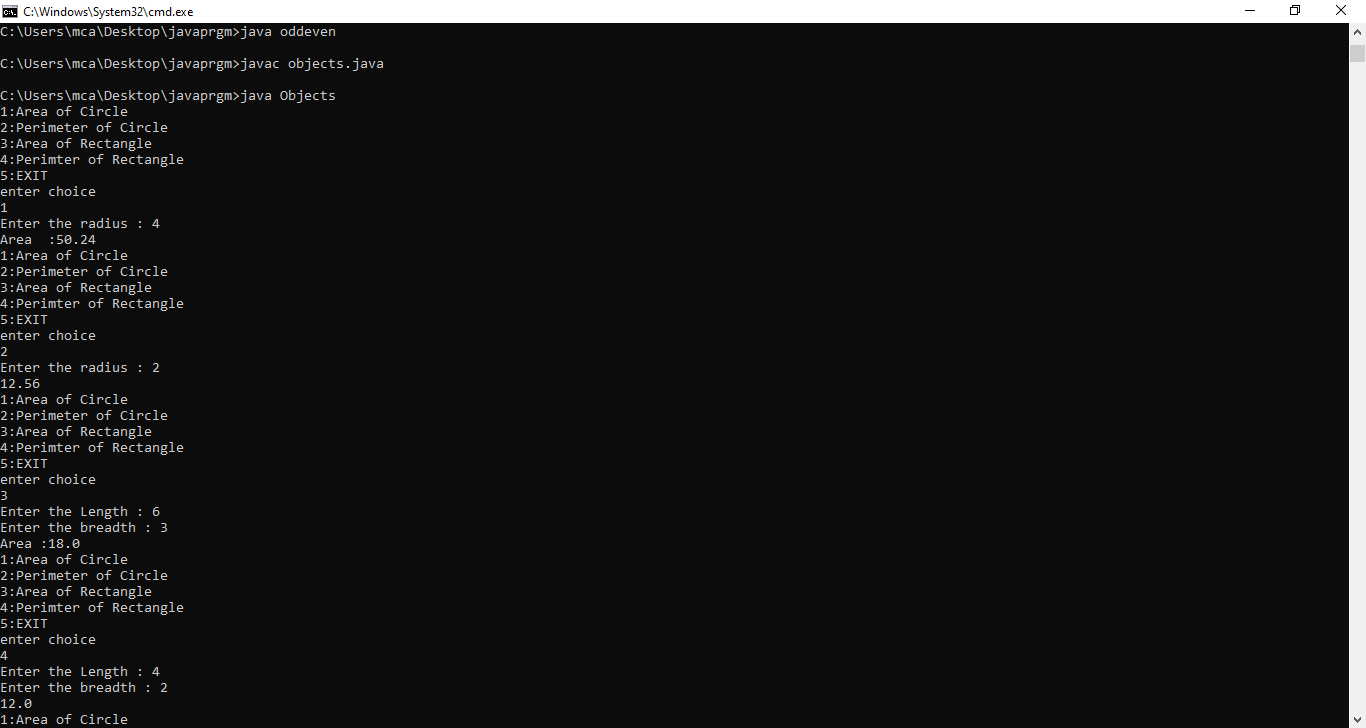 C:\Windows\System32\cmd.exe
C:\Users\mca\Desktop\javaprgm>java oddeven
C:\Users\mca\Desktop\javaprgm>javac objects.java
C:\Users\mca\Desktop\javaprgm>java Objects
1:Area of Circle
2:Perimeter of Circle
3:Area of Rectangle
4:Perimter of Rectangle
5:EXIT
enter choice
1
Enter the radius : 4
Area  :50.24
1:Area of Circle
2:Perimeter of Circle
3:Area of Rectangle
4:Perimter of Rectangle
5:EXIT
enter choice
2
Enter the radius : 2
12.56
1:Area of Circle
2:Perimeter of Circle
3:Area of Rectangle
4:Perimter of Rectangle
5:EXIT
enter choice
3
Enter the Length : 6
Enter the breadth : 3
Area :18.0
1:Area of Circle
2:Perimeter of Circle
3:Area of Rectangle
4:Perimter of Rectangle
5:EXIT
enter choice
4
Enter the Length : 4
Enter the breadth : 2
12.0
1:Area of Circle